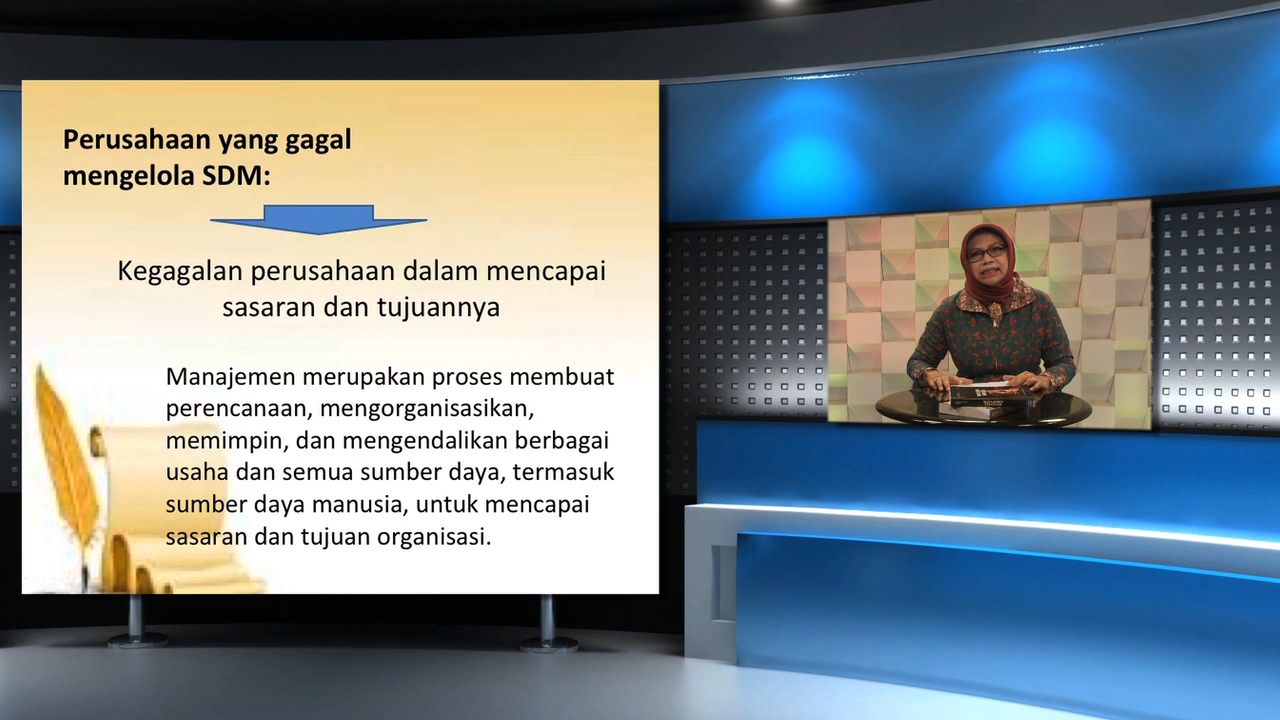 Perusahaan yang gagal
mengelola SDM:
Kegagalan perusahaan dalam mencapai
sasaran dan tujuannya
Manajemen merupakan proses membuat
perencanaan, mengorganisasikan,
memimpin, dan mengendalikan berbagai
usaha dan semua sumber daya, termasuk
sumber daya manusia, untuk mencapai
sasaran dan tujuan organisasi.